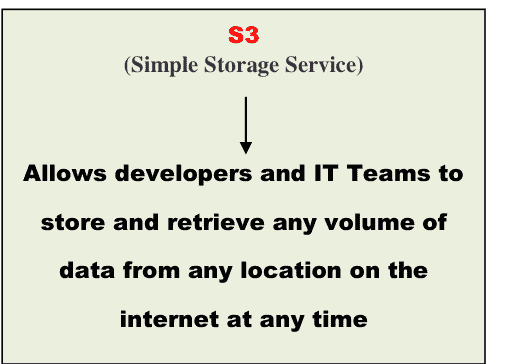 S3
(Simple Storage Service)
Allows developers and IT Teams to
store and retrieve any volume of
data from any location on the
internet at any time